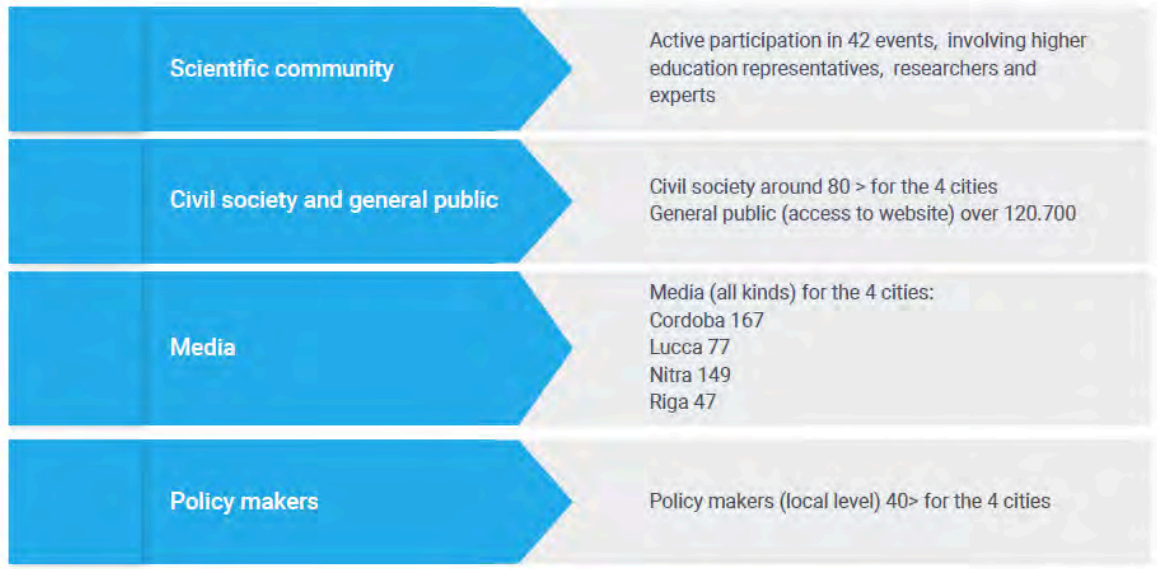 Scientific community
Active participation in 42 events, involving higher
education representatives, researchers and
experts
Civil society and general public
Civil society around 80 > for the 4 cities
General public (access to website) over 120.700
Media
Media (all kinds) for the 4 cities:
Cordoba 167
Lucca 77
Nitra 149
Riga 47
Policy makers
Policy makers (local level) 40> for the 4 cities